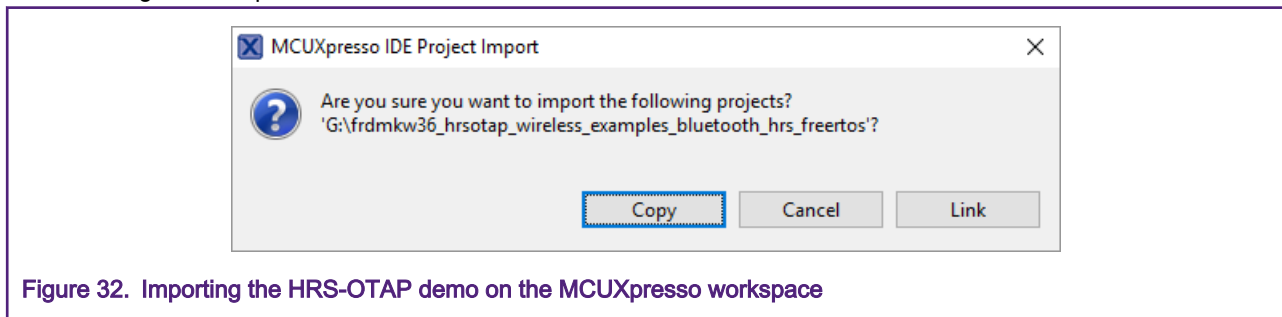 MCUXpresso IDE Project Import
Are you sure you want to import the following projects?
'G:\frdmkw36_hrsotap_wireless_examples_bluetooth_hrs_freertos'?
Copy Cancel Link
Figure 32. Importing the HRS-OTAP demo on the MCUXpresso workspace